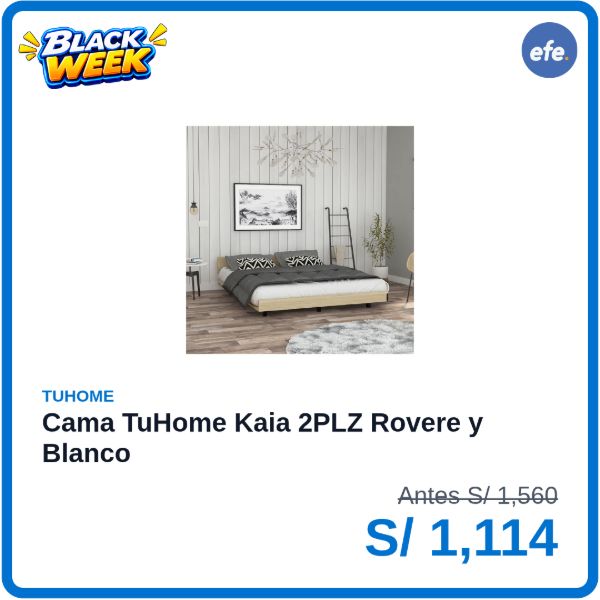 BLACK
WEEK
efe.
TUHOME
Cama TuHome Kaia 2PLZ Rovere y
Blanco
Antes S/ 1,560
S/ 1,114